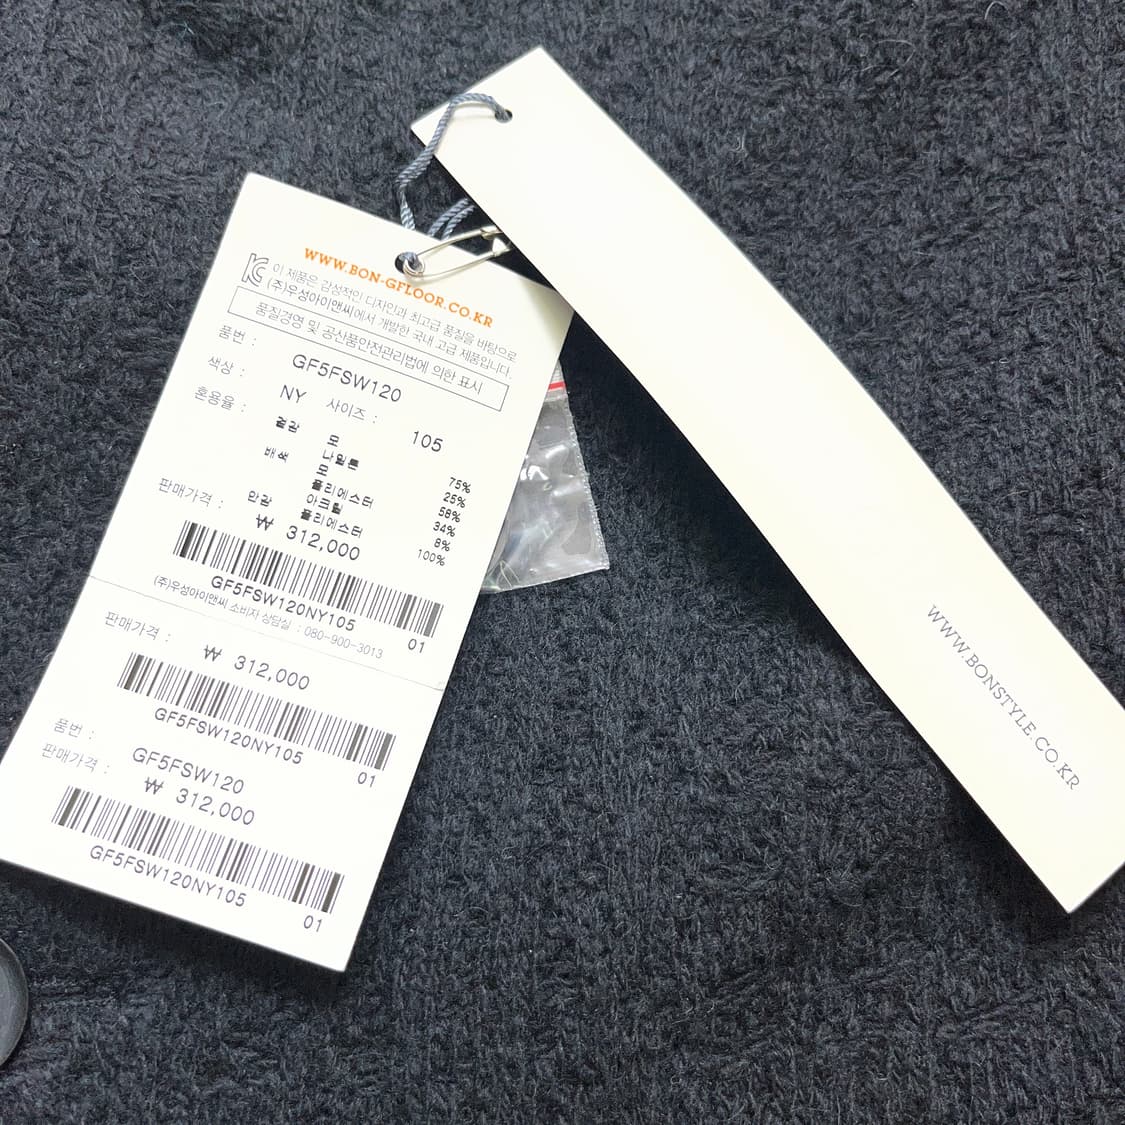 WWW.BON-GFLOOR.CO.KR
이 제품은 감성적인 디자인과 최고급 품질을 바탕으로
(주)우성아이앤씨에서 개발한 국내 고급 제품입니다.
품질경영 및 공산품안전관리법에 의한 표시
품번 : GF5FSW120
색상 : NY 사이즈 : 105
혼용율 : 겉감 모 75%
나일론 25%
배색 모 58%
폴리에스터 34%
아크릴 8%
안감 폴리에스터 100%
판매가격 : ₩ 312,000
GF5FSW120NY105 01
(주)우성아이앤씨 소비자 상담실 : 080-900-3013
판매가격 : ₩ 312,000
GF5FSW120NY105 01
품번 : GF5FSW120
판매가격 : ₩ 312,000
GF5FSW120NY105 01
WWW.BONSTYLE.CO.KR